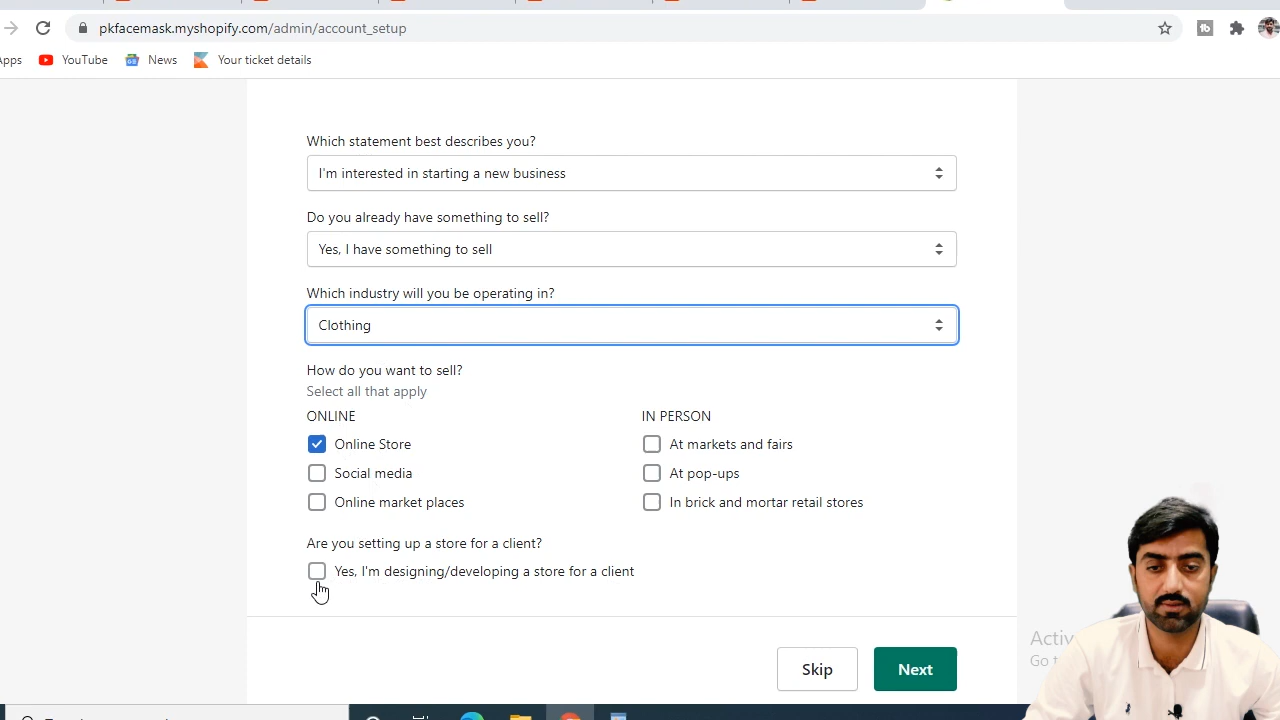 pkfacemask.myshopify.com/admin/account_setup
Apps YouTube News Your ticket details
Which statement best describes you?
I'm interested in starting a new business
Do you already have something to sell?
Yes, I have something to sell
Which industry will you be operating in?
Clothing
How do you want to sell?
Select all that apply
ONLINE
Online Store
Social media
Online market places
IN PERSON
At markets and fairs
At pop-ups
In brick and mortar retail stores
Are you setting up a store for a client?
Yes, I'm designing/developing a store for a client
Skip
Next
Activ
Go t